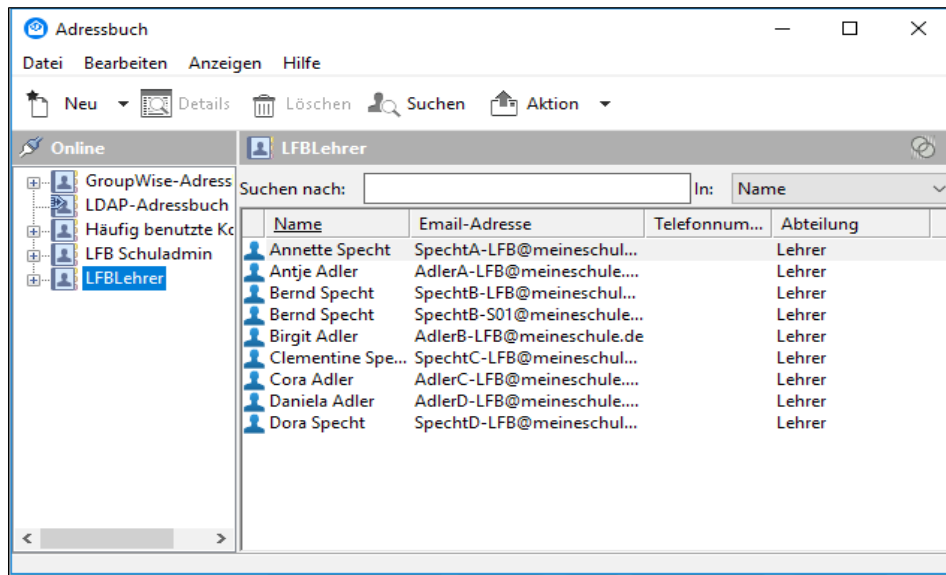 Adressbuch
Datei Bearbeiten Anzeigen Hilfe
Neu Details Löschen Suchen Aktion
Online
GroupWise-Adress
LDAP-Adressbuch
Häufig benutzte Kc
LFB Schuladmin
LFBLehrer
LFBLehrer
Suchen nach: In: Name
Name Email-Adresse Telefonnum... Abteilung
Annette Specht SpechtA-LFB@meineschul... Lehrer
Antje Adler AdlerA-LFB@meineschule.... Lehrer
Bernd Specht SpechtB-LFB@meineschul... Lehrer
Bernd Specht SpechtB-S01@meineschule... Lehrer
Birgit Adler AdlerB-LFB@meineschule.de Lehrer
Clementine Spe... SpechtC-LFB@meineschul... Lehrer
Cora Adler AdlerC-LFB@meineschule.... Lehrer
Daniela Adler AdlerD-LFB@meineschule.... Lehrer
Dora Specht SpechtD-LFB@meineschul... Lehrer